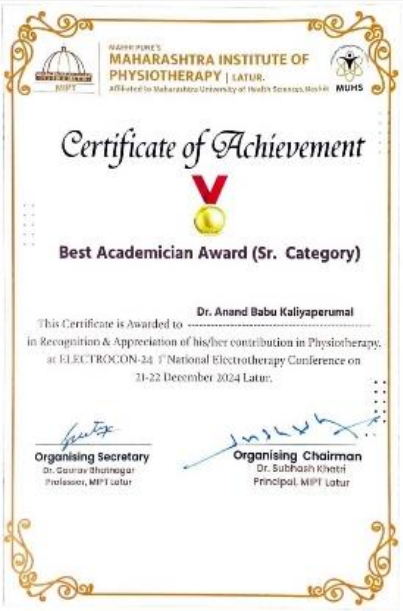 MAEER PUNE'S
MAHARASHTRA INSTITUTE OF
PHYSIOTHERAPY | LATUR.
Affiliated to Maharashtra University of Health Sciences, Nashik
MIPT
MUHS
Certificate of Achievement
Best Academician Award (Sr. Category)
Dr. Anand Babu Kaliyaperumal
This Certificate is Awarded to
in Recognition & Appreciation of his/her contribution in Physiotherapy.
at ELECTROCON-24 1st National Electrotherapy Conference on
21-22 December 2024 Latur.
Organising Secretary
Dr. Gaurav Bhatnagar
Professor, MIPT Latur
Organising Chairman
Dr. Subhash Khatri
Principal, MIPT Latur